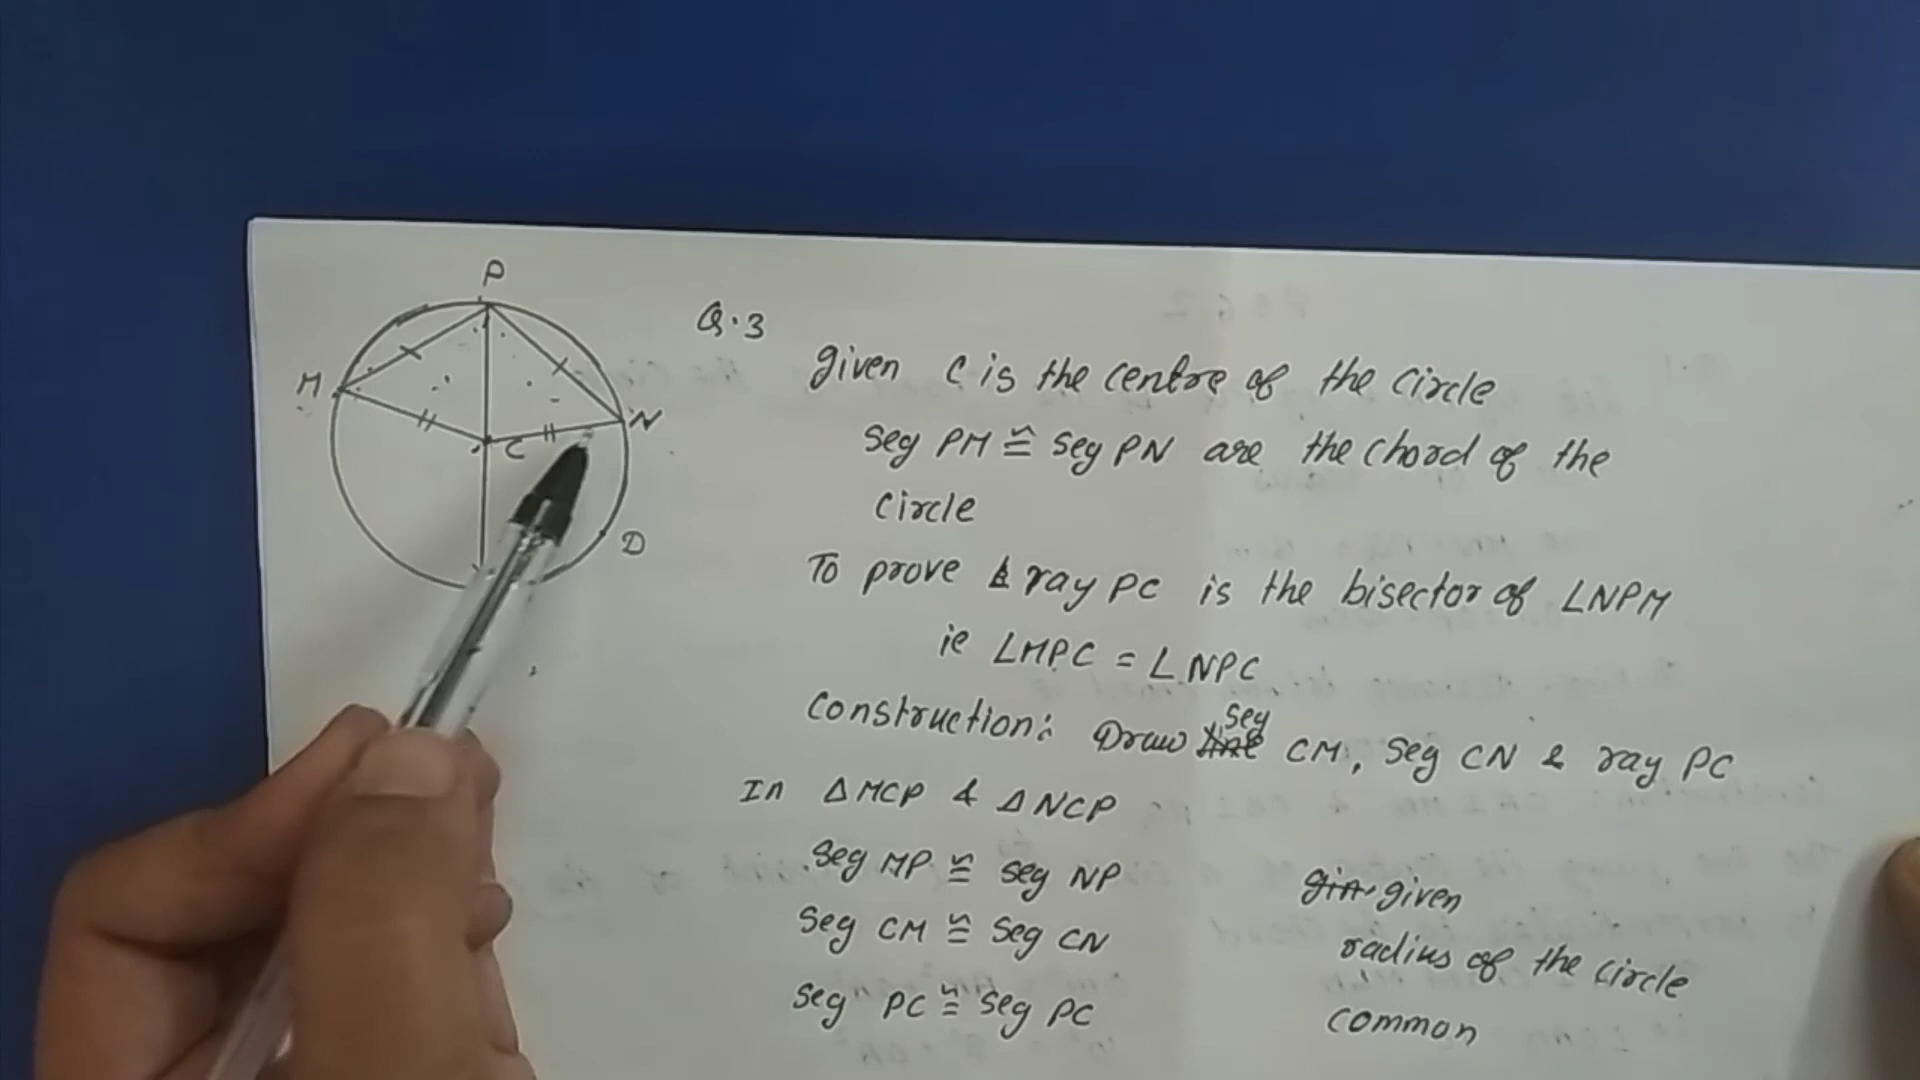 P
M
N
C
D
Q.3
given C is the centre of the circle
seg PM ≅ seg PN are the chord of the
circle
To prove ray PC is the bisector of ∠NPM
ie ∠MPC = ∠NPC
Construction: Draw seg CM, seg CN & ray PC
In △MCP & △NCP
seg MP ≅ seg NP given
seg CM ≅ seg CN radius of the circle
seg PC ≅ seg PC common